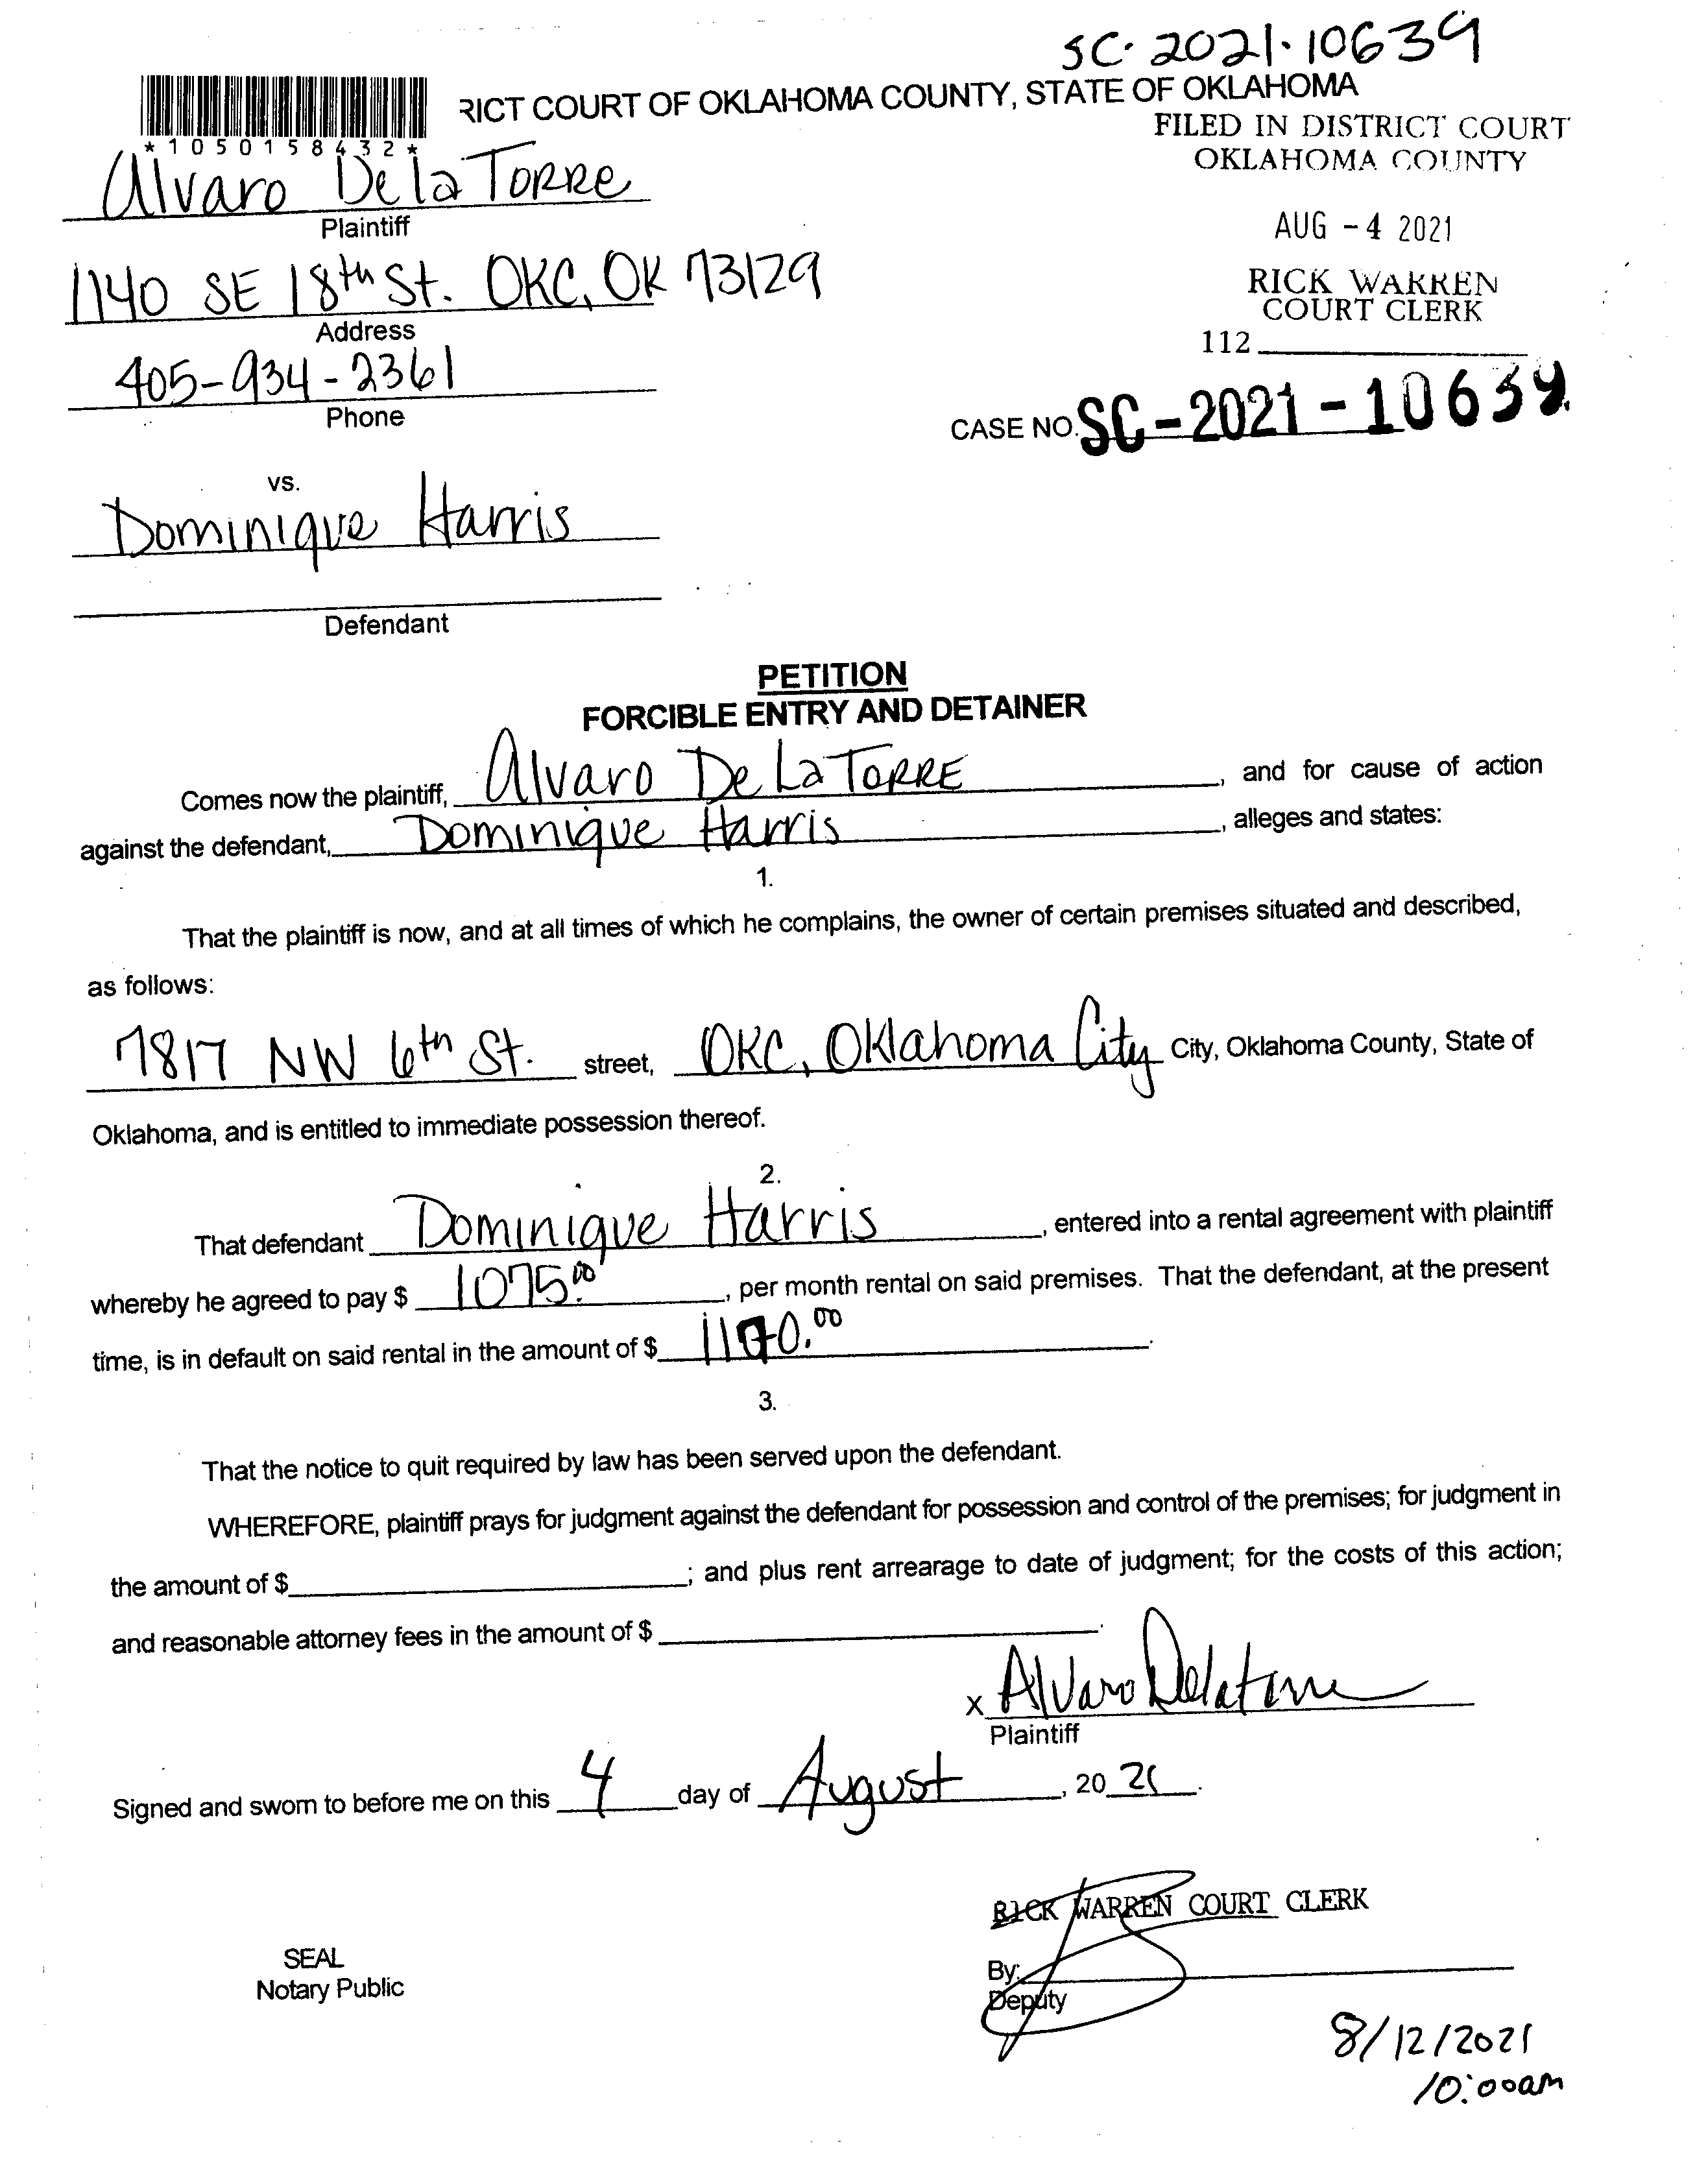 SC-2021-10639
RICT COURT OF OKLAHOMA COUNTY, STATE OF OKLAHOMA
*1050158432*
FILED IN DISTRICT COURT
OKLAHOMA COUNTY
Alvaro De la TORRE
Plaintiff
AUG - 4 2021
1140 SE 18th St. OKC, OK 73129
Address
RICK WARREN
COURT CLERK
112
405-934-2361
Phone
CASE NO. SC-2021-10639
vs.
Dominique Harris
Defendant
PETITION
FORCIBLE ENTRY AND DETAINER
Comes now the plaintiff, Alvaro De La TORRE, and for cause of action
against the defendant, Dominique Harris, alleges and states:
1.
That the plaintiff is now, and at all times of which he complains, the owner of certain premises situated and described,
as follows:
7817 NW 6th St. street, OKC, Oklahoma City City, Oklahoma County, State of
Oklahoma, and is entitled to immediate possession thereof.
2.
That defendant Dominique Harris, entered into a rental agreement with plaintiff
whereby he agreed to pay $ 1075.00, per month rental on said premises. That the defendant, at the present
time, is in default on said rental in the amount of $
3.
That the notice to quit required by law has been served upon the defendant.
WHEREFORE, plaintiff prays for judgment against the defendant for possession and control of the premises; for judgment in
the amount of $ ; and plus rent arrearage to date of judgment; for the costs of this action;
and reasonable attorney fees in the amount of $ .
x Alvaro Delatorre
Plaintiff
Signed and sworn to before me on this 4 day of August, 20 21.
RICK WARREN COURT CLERK
SEAL
Notary Public
By:
Deputy
8/12/2021
10:00am